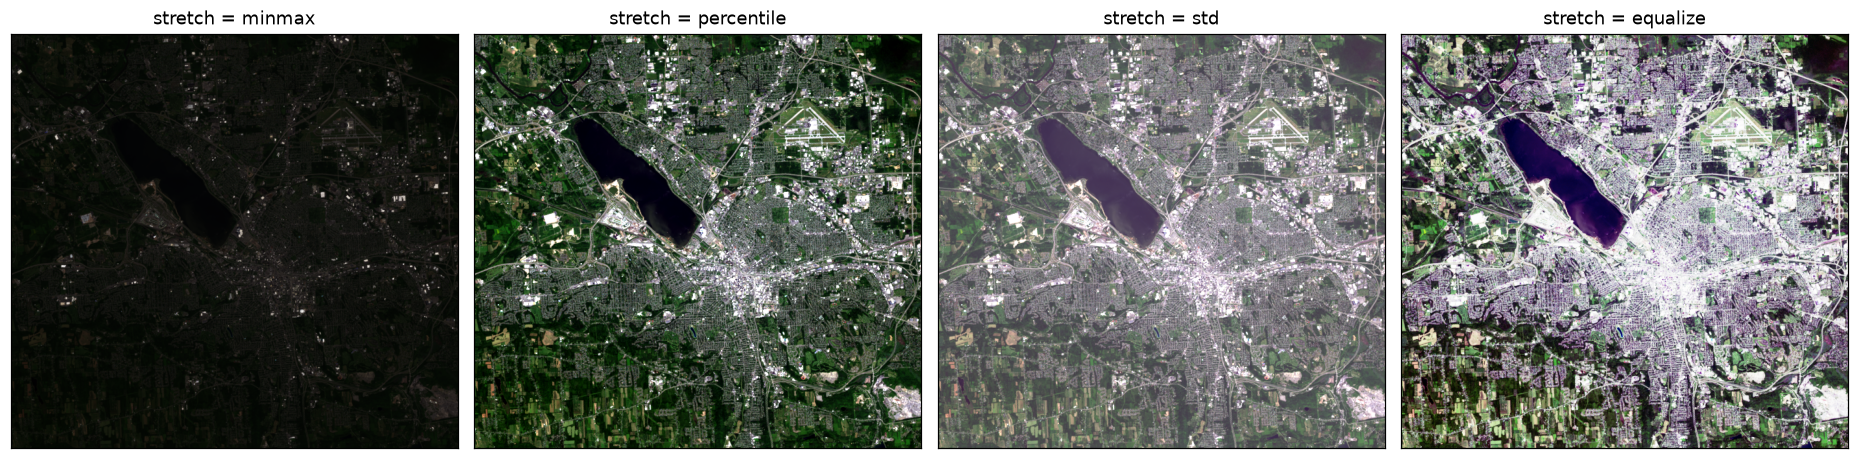 stretch = minmax
stretch = percentile
stretch = std
stretch = equalize